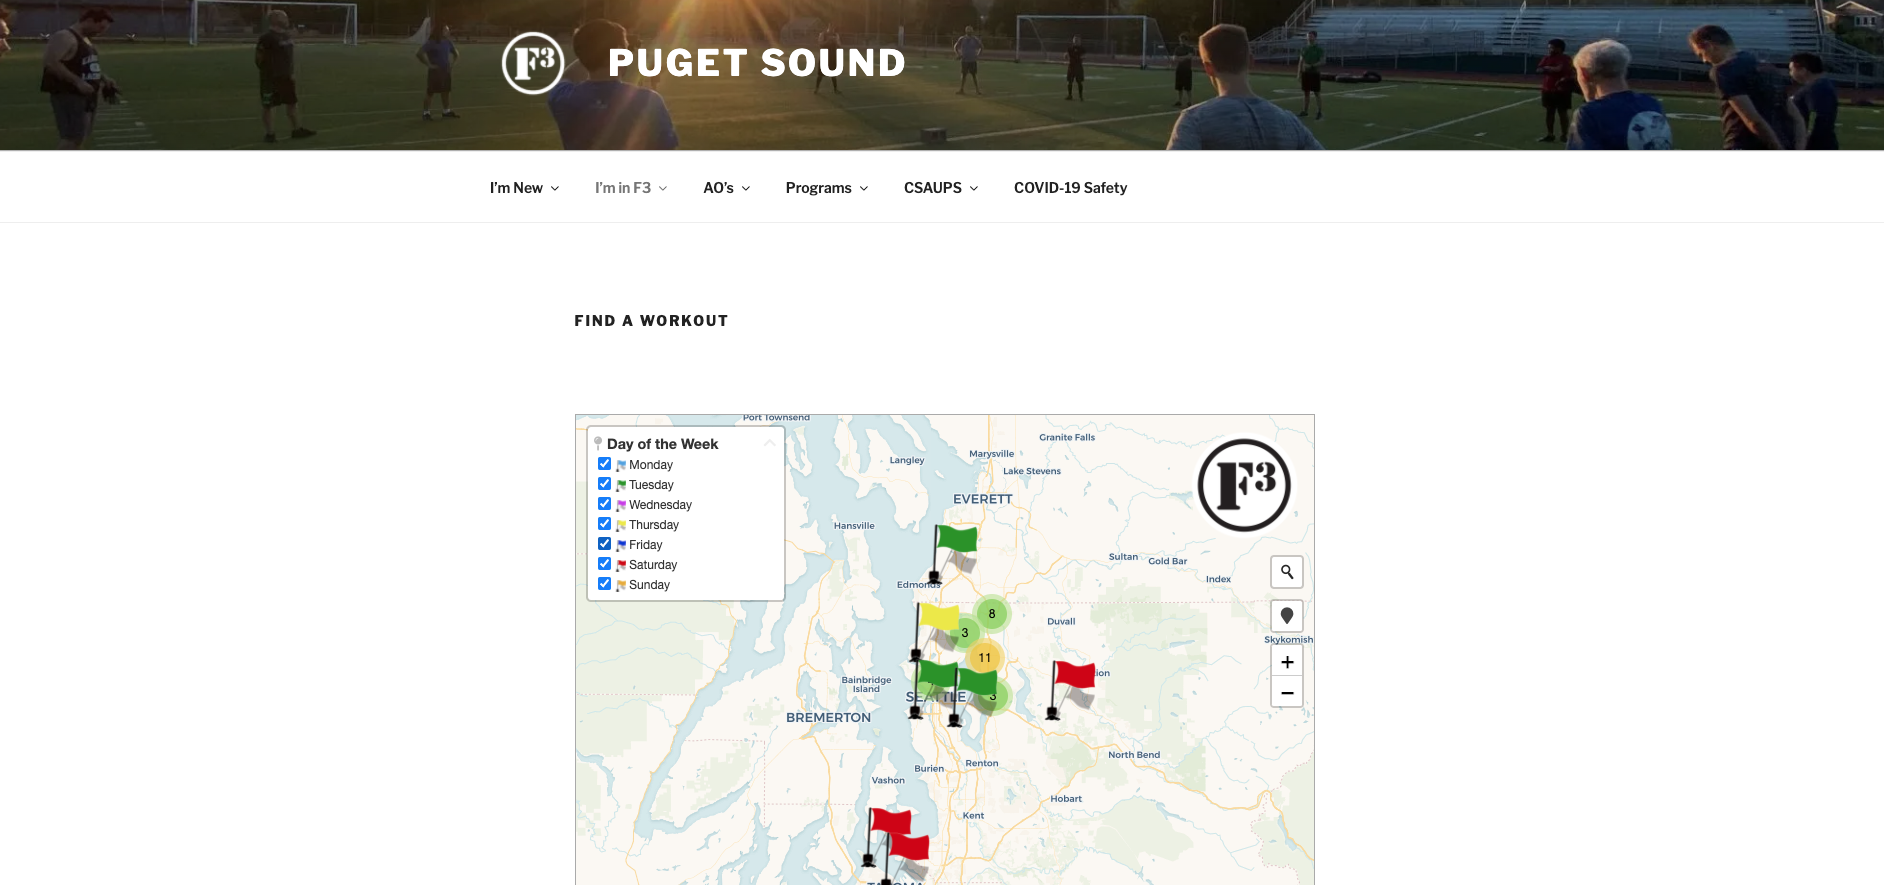 F3
PUGET SOUND
I'm New
I'm in F3
AO's
Programs
CSAUPS
COVID-19 Safety
FIND A WORKOUT
Day of the Week
Monday
Tuesday
Wednesday
Thursday
Friday
Saturday
Sunday
Port Townsend
Granite Falls
Marysville
Langley
Lake Stevens
F3
EVERETT
Hansville
Sultan
Gold Bar
Index
Edmonds
8
Duvall
3
Skykomish
11
+
Bainbridge
Island
SEATTLE
3
−
BREMERTON
North Bend
Burien
Renton
Vashon
Hobart
Kent
TACOMA